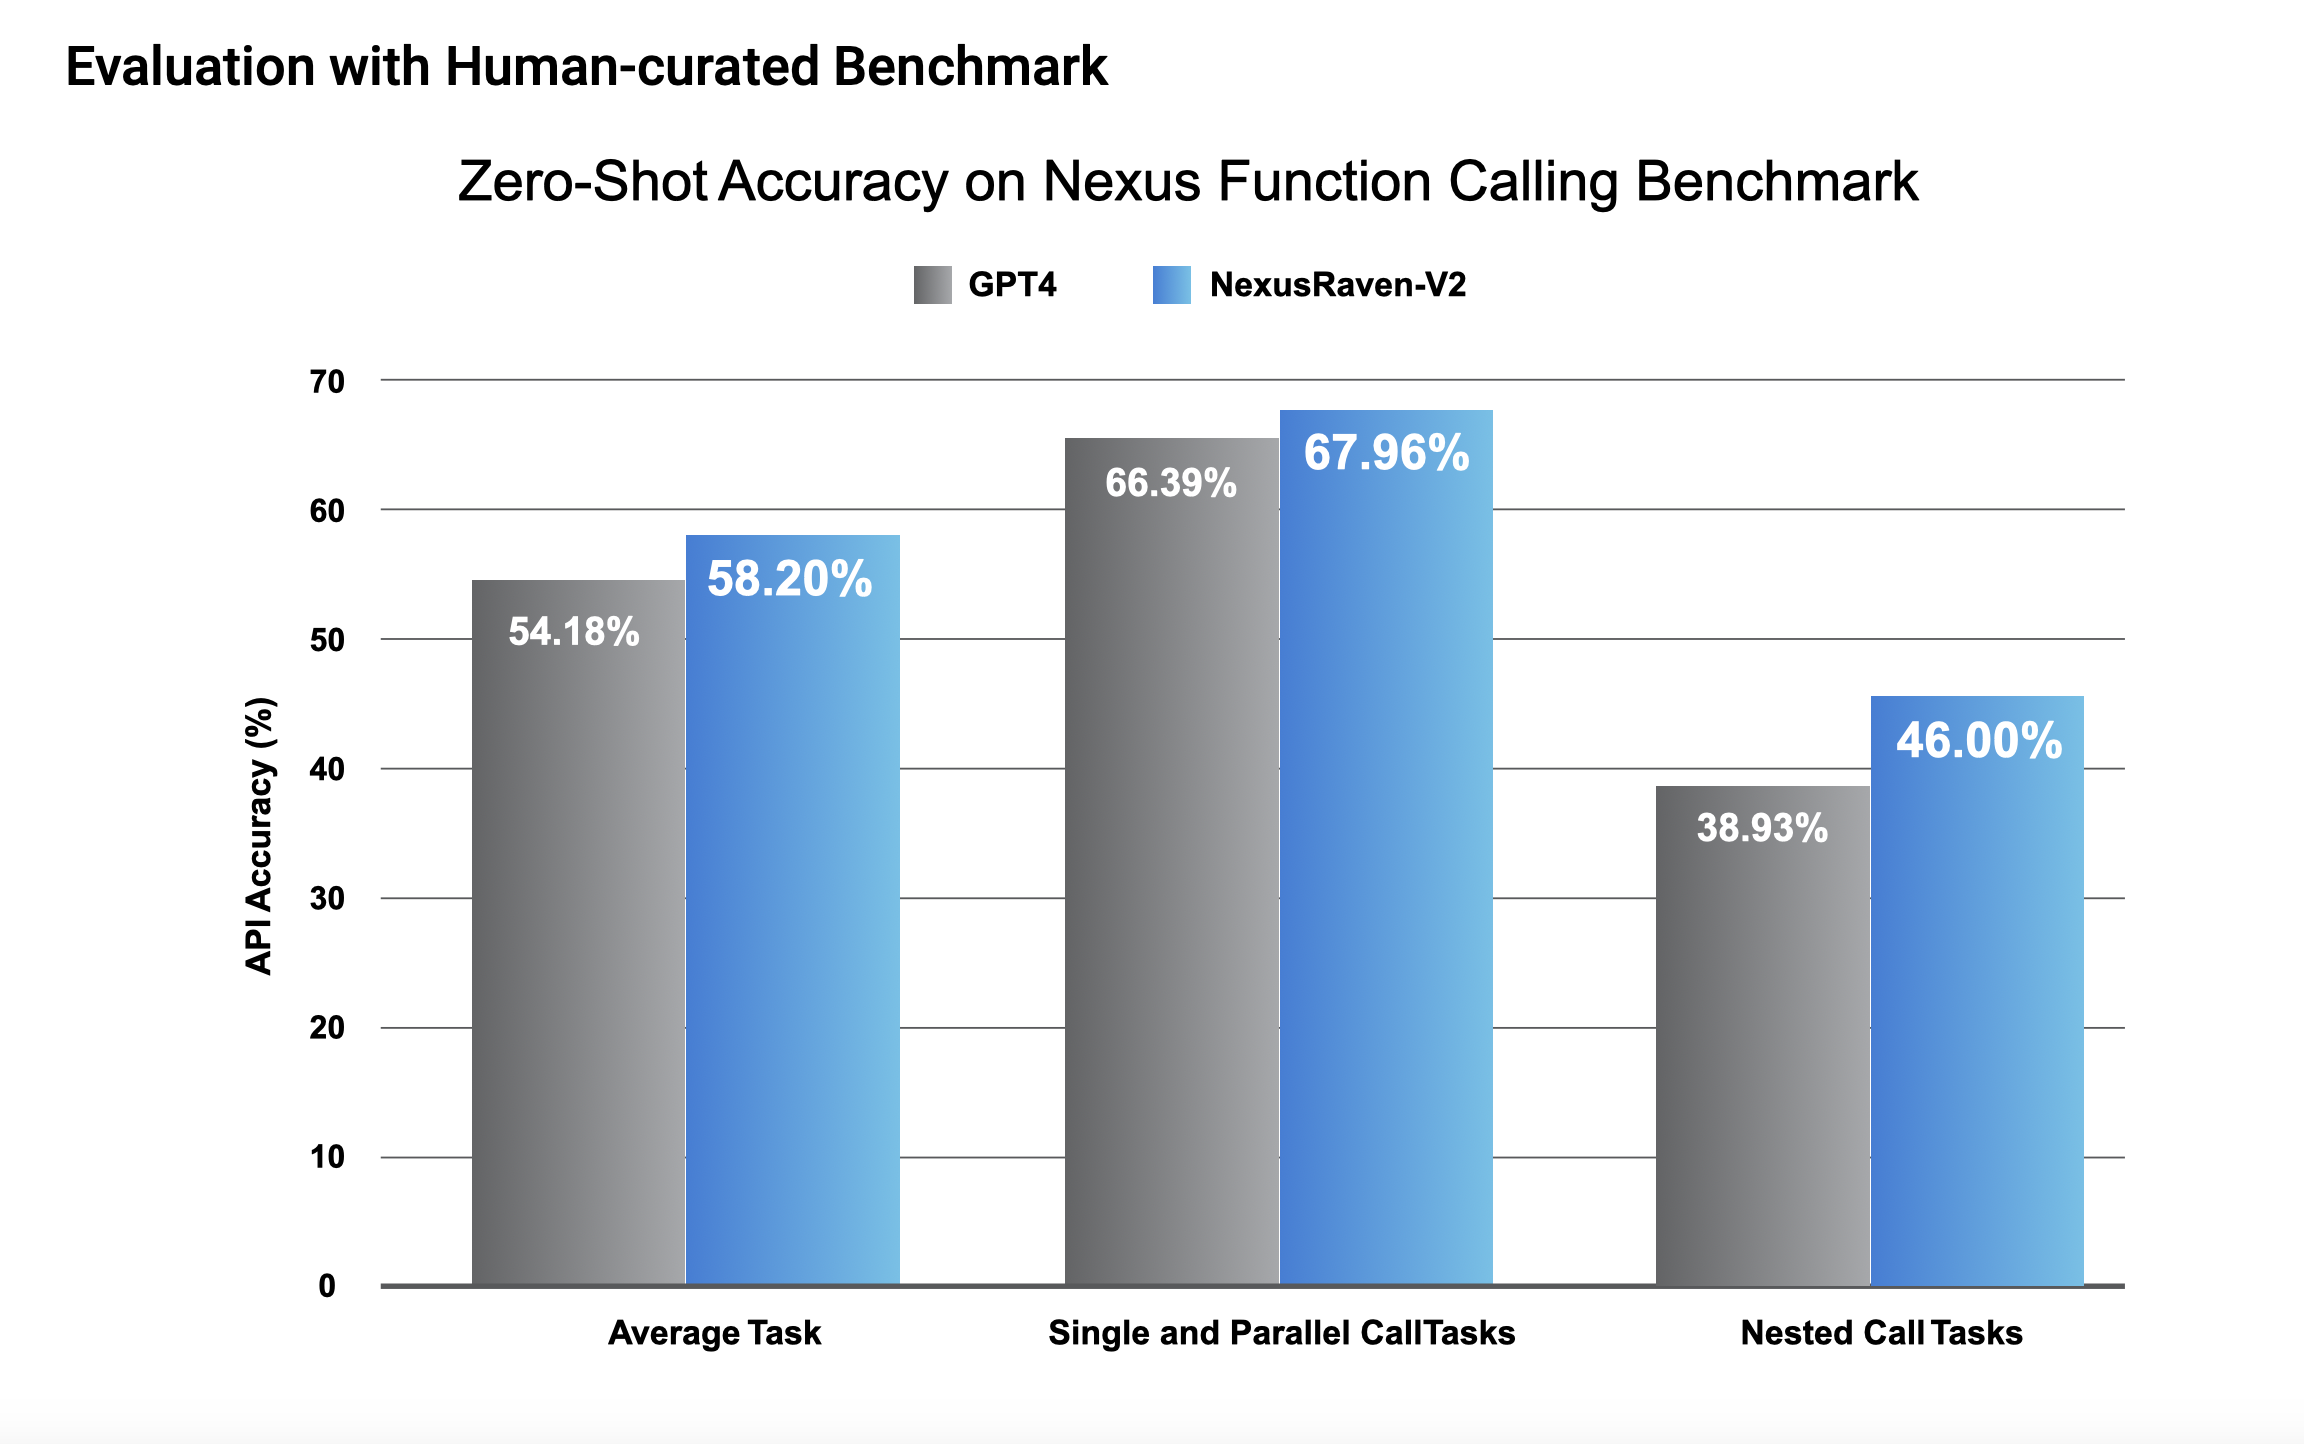 Evaluation with Human-curated Benchmark
Zero-Shot Accuracy on Nexus Function Calling Benchmark
GPT4
NexusRaven-V2
70
60
50
40
30
20
10
0
API Accuracy (%)
54.18%
58.20%
66.39%
67.96%
38.93%
46.00%
Average Task
Single and Parallel CallTasks
Nested Call Tasks